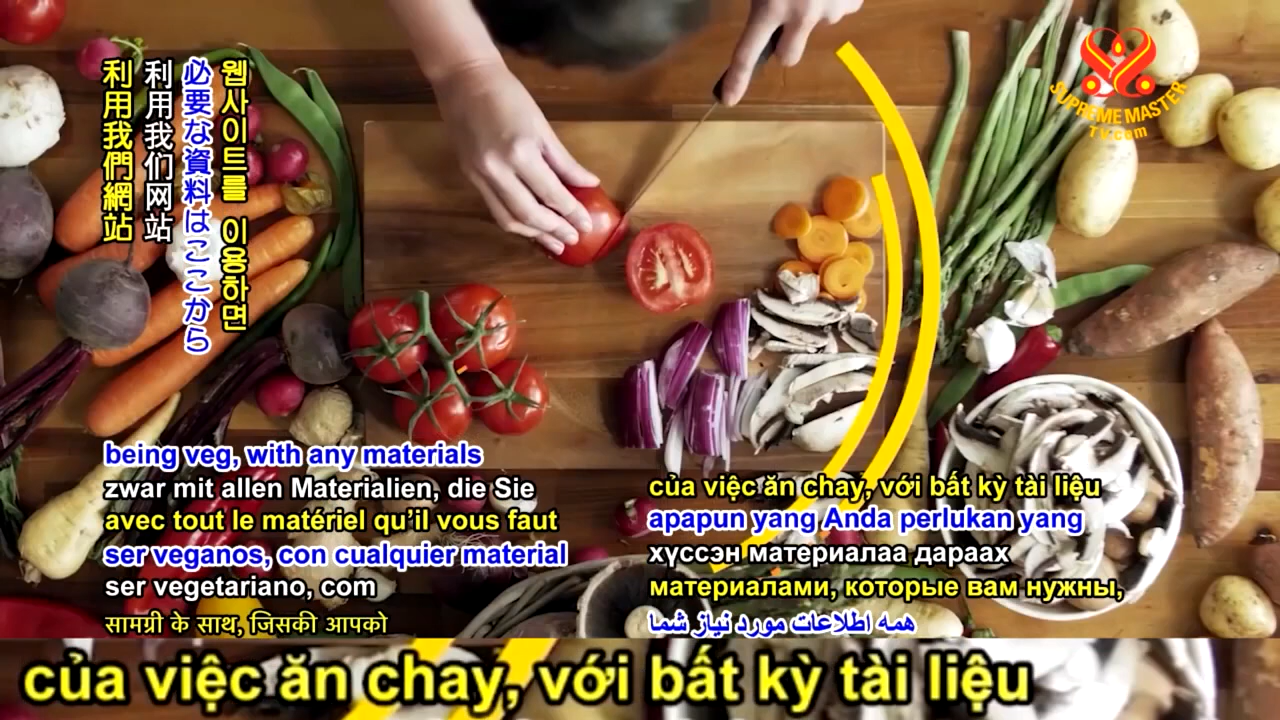 利用我們網站
利用我们网站
必要な資料はここから
웹사이트를 이용하면
SUPREME MASTER
TV.com
being veg, with any materials
zwar mit allen Materialien, die Sie
avec tout le matériel qu’il vous faut
ser veganos, con cualquier material
ser vegetariano, com
सामग्री के साथ, जिसकी आपको
của việc ăn chay, với bất kỳ tài liệu
apapun yang Anda perlukan yang
хүссэн материалаа дараах
материалами, которые вам нужны,
همه اطلاعات مورد نیاز شما
của việc ăn chay, với bất kỳ tài liệu